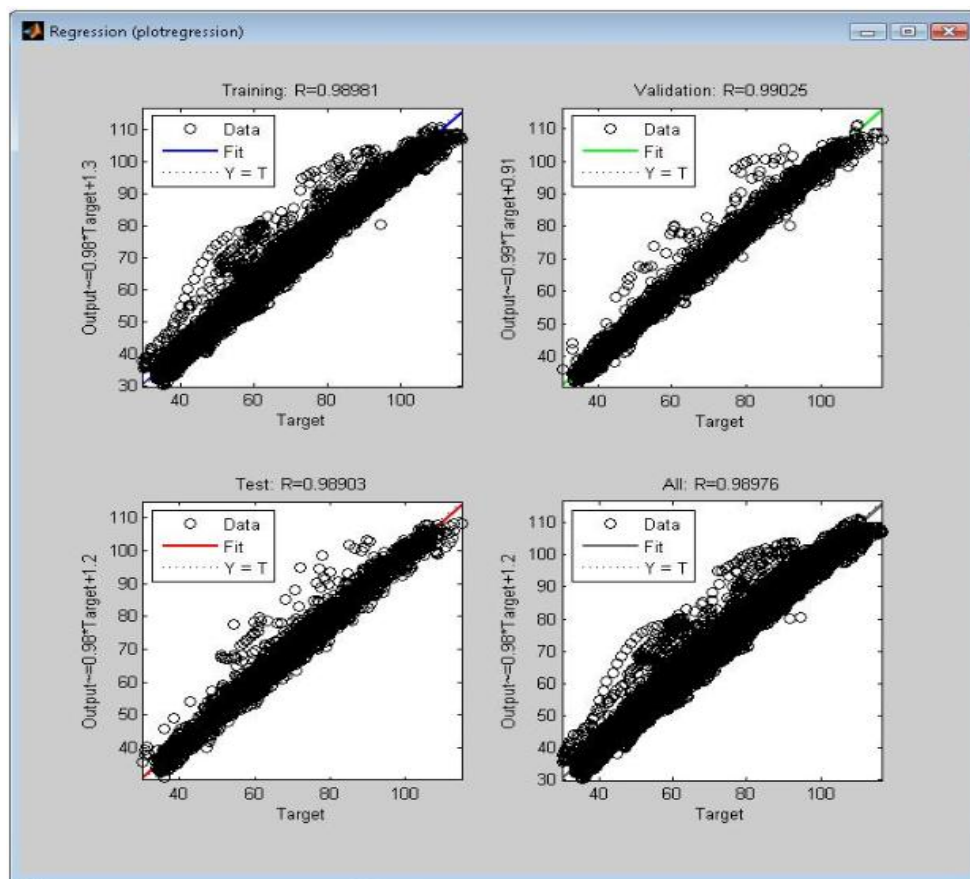 Regression (plotregression)
Training: R=0.98981
Output~=0.98*Target+1.3
110
100
90
80
70
60
50
40
30
Data
Fit
Y = T
40
60
80
100
Target
Validation: R=0.99025
Output~=0.99*Target+0.91
110
100
90
80
70
60
50
40
Data
Fit
Y = T
40
60
80
100
Target
Test: R=0.98903
Output~=0.98*Target+1.2
110
100
90
80
70
60
50
40
30
Data
Fit
Y = T
40
60
80
100
Target
All: R=0.98976
Output~=0.98*Target+1.2
110
100
90
80
70
60
50
40
30
Data
Fit
Y = T
40
60
80
100
Target